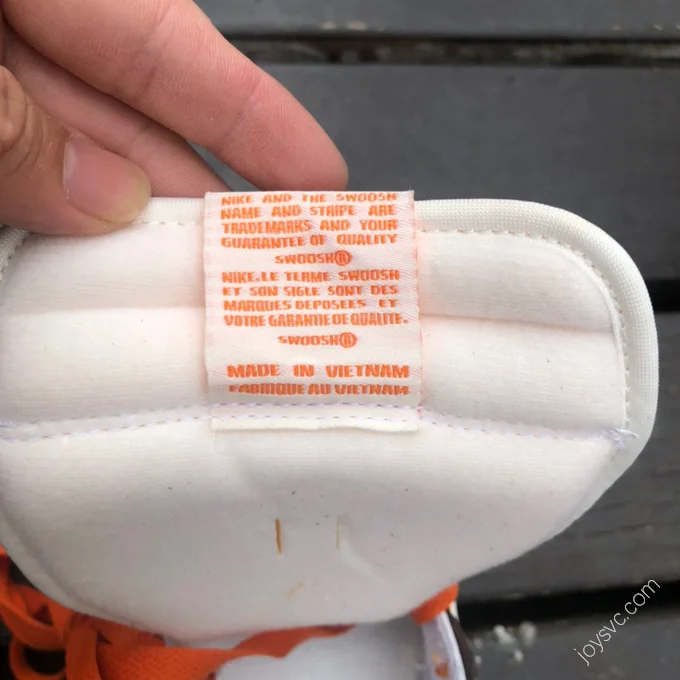 NIKE AND THE SWOOSH
NAME AND STRIPE ARE
TRADEMARKS AND YOUR
GUARANTEE OF QUALITY
SWOOSH®
NIKE.LE TERME SWOOSH
ET SON SIGLE SONT DES
MARQUES DEPOSEES ET
VOTRE GARANTIE DE QUALITE.
SWOOSH®
MADE IN VIETNAM
FABRIQUE AU VIETNAM
joysvc.com